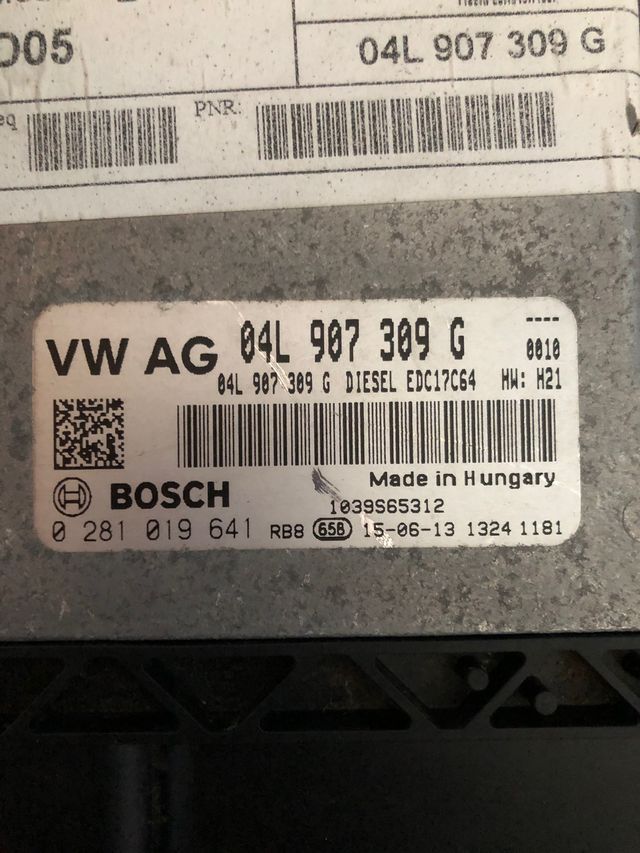 D05
04L 907 309 G
PNR:
VW AG 04L 907 309 G
----
0010
04L 907 309 G DIESEL EDC17C64 HW: H21
Made in Hungary
BOSCH
1039S65312
0 281 019 641 RB8 65B 15-06-13 1324 1181